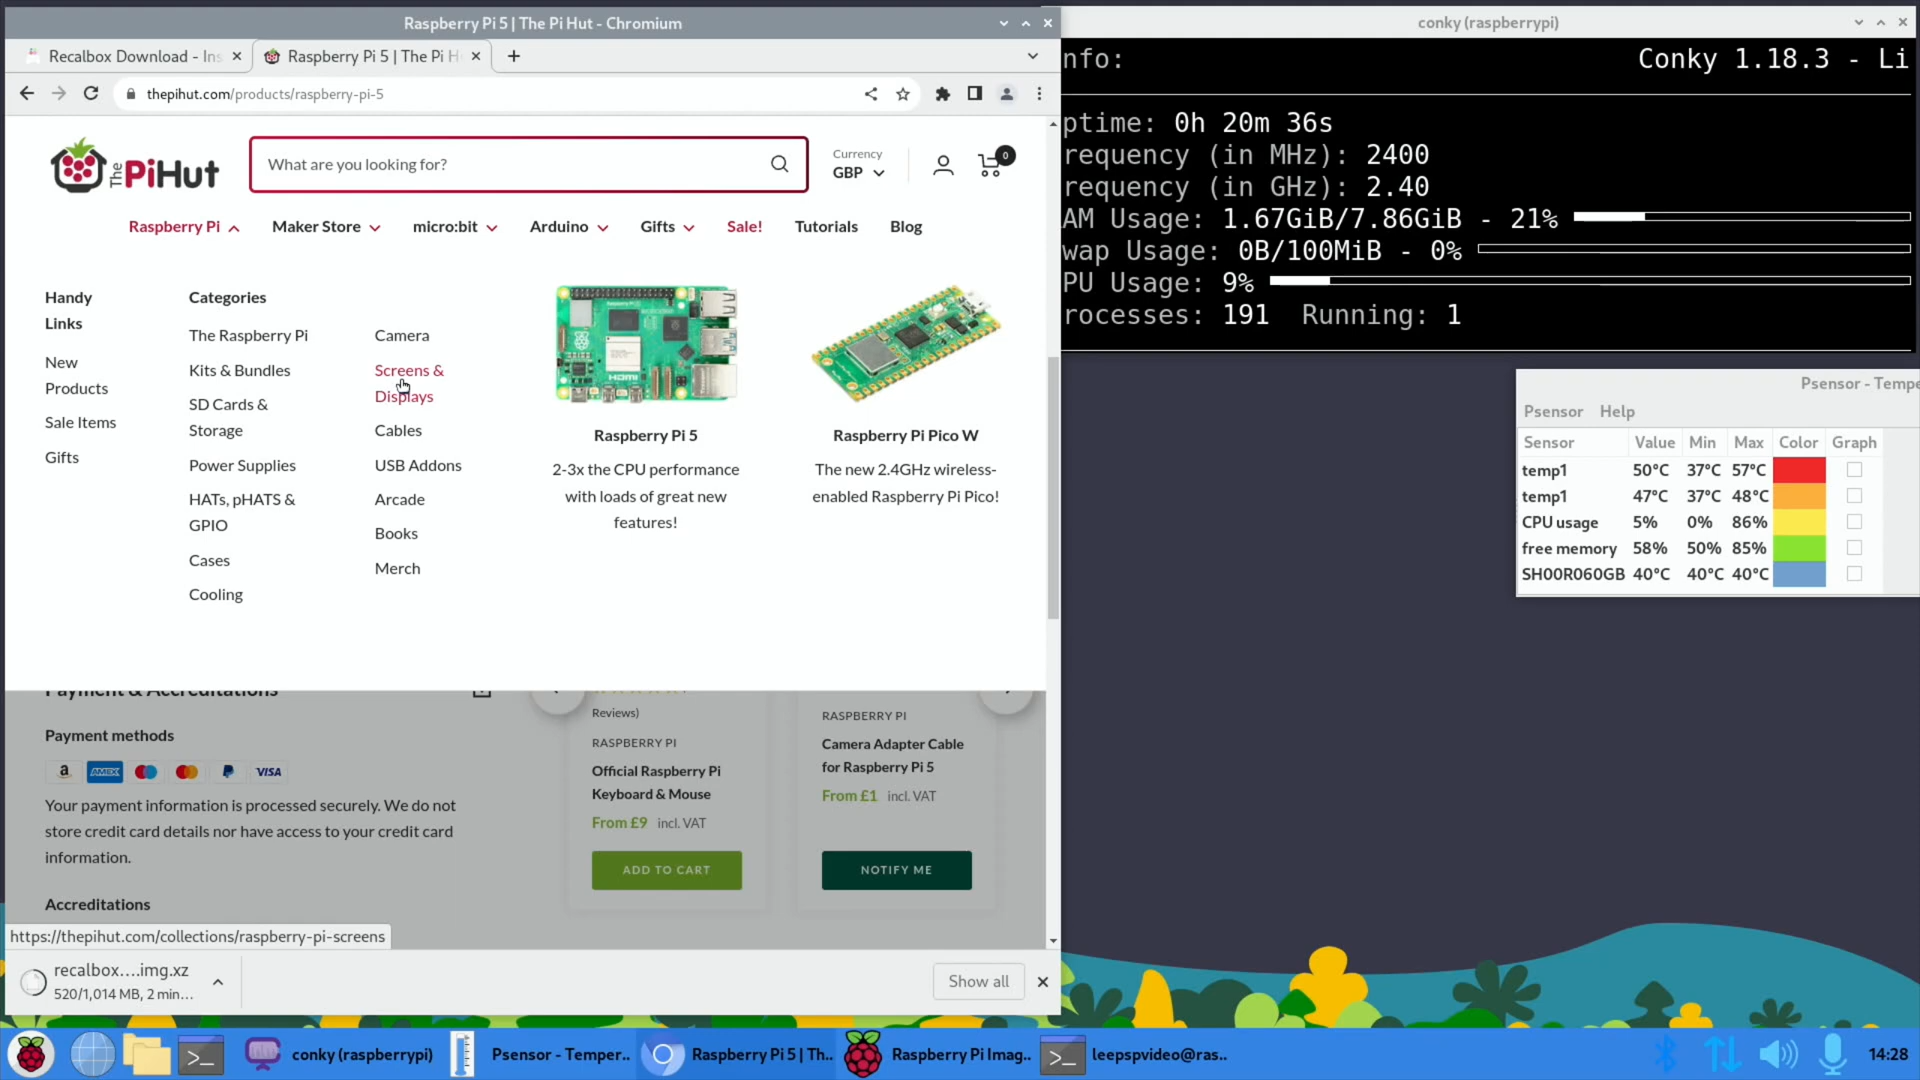 Raspberry Pi 5 | The Pi Hut - Chromium
Recalbox Download - Ins
Raspberry Pi 5 | The Pi H
thepihut.com/products/raspberry-pi-5
The PiHut
What are you looking for?
Currency
GBP
0
Raspberry Pi
Maker Store
micro:bit
Arduino
Gifts
Sale!
Tutorials
Blog
Handy
Links
New
Products
Sale Items
Gifts
Categories
The Raspberry Pi
Kits & Bundles
SD Cards &
Storage
Power Supplies
HATs, pHATS &
GPIO
Cases
Cooling
Camera
Screens &
Displays
Cables
USB Addons
Arcade
Books
Merch
HDMI
Raspberry Pi 5
2-3x the CPU performance
with loads of great new
features!
Raspberry Pi Pico W
The new 2.4GHz wireless-
enabled Raspberry Pi Pico!
Payment & Accreditations
Payment methods
a
AMEX
VISA
Your payment information is processed securely. We do not
store credit card details nor have access to your credit card
information.
Accreditations
Reviews)
RASPBERRY PI
Official Raspberry Pi
Keyboard & Mouse
From £9 incl. VAT
ADD TO CART
RASPBERRY PI
Camera Adapter Cable
for Raspberry Pi 5
From £1 incl. VAT
NOTIFY ME
https://thepihut.com/collections/raspberry-pi-screens
recalbox....img.xz
520/1,014 MB, 2 min...
Show all
conky (raspberrypi)
nfo:
Conky 1.18.3 - Li
ptime: 0h 20m 36s
requency (in MHz): 2400
requency (in GHz): 2.40
AM Usage: 1.67GiB/7.86GiB - 21%
wap Usage: 0B/100MiB - 0%
PU Usage: 9%
rocesses: 191 Running: 1
Psensor - Tempe
Psensor Help
Sensor Value Min Max Color Graph
temp1 50°C 37°C 57°C
temp1 47°C 37°C 48°C
CPU usage 5% 0% 86%
free memory 58% 50% 85%
SH00R060GB 40°C 40°C 40°C
conky (raspberrypi)
Psensor - Temper..
Raspberry Pi 5 | Th..
Raspberry Pi Imag..
leepspvideo@ras..
14:28